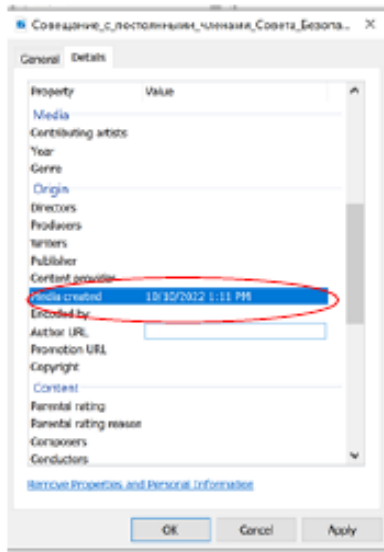 Совещание_с_постоянными_членами_Совета_Безопа...
General Details
Property Value
Media
Contributing artists
Year
Genre
Origin
Directors
Producers
Writers
Publisher
Content provider
Media created 10/10/2022 1:11 PM
Encoded by
Author URL
Promotion URL
Copyright
Content
Parental rating
Parental rating reason
Composers
Conductors
Remove Properties and Personal Information
OK Cancel Apply